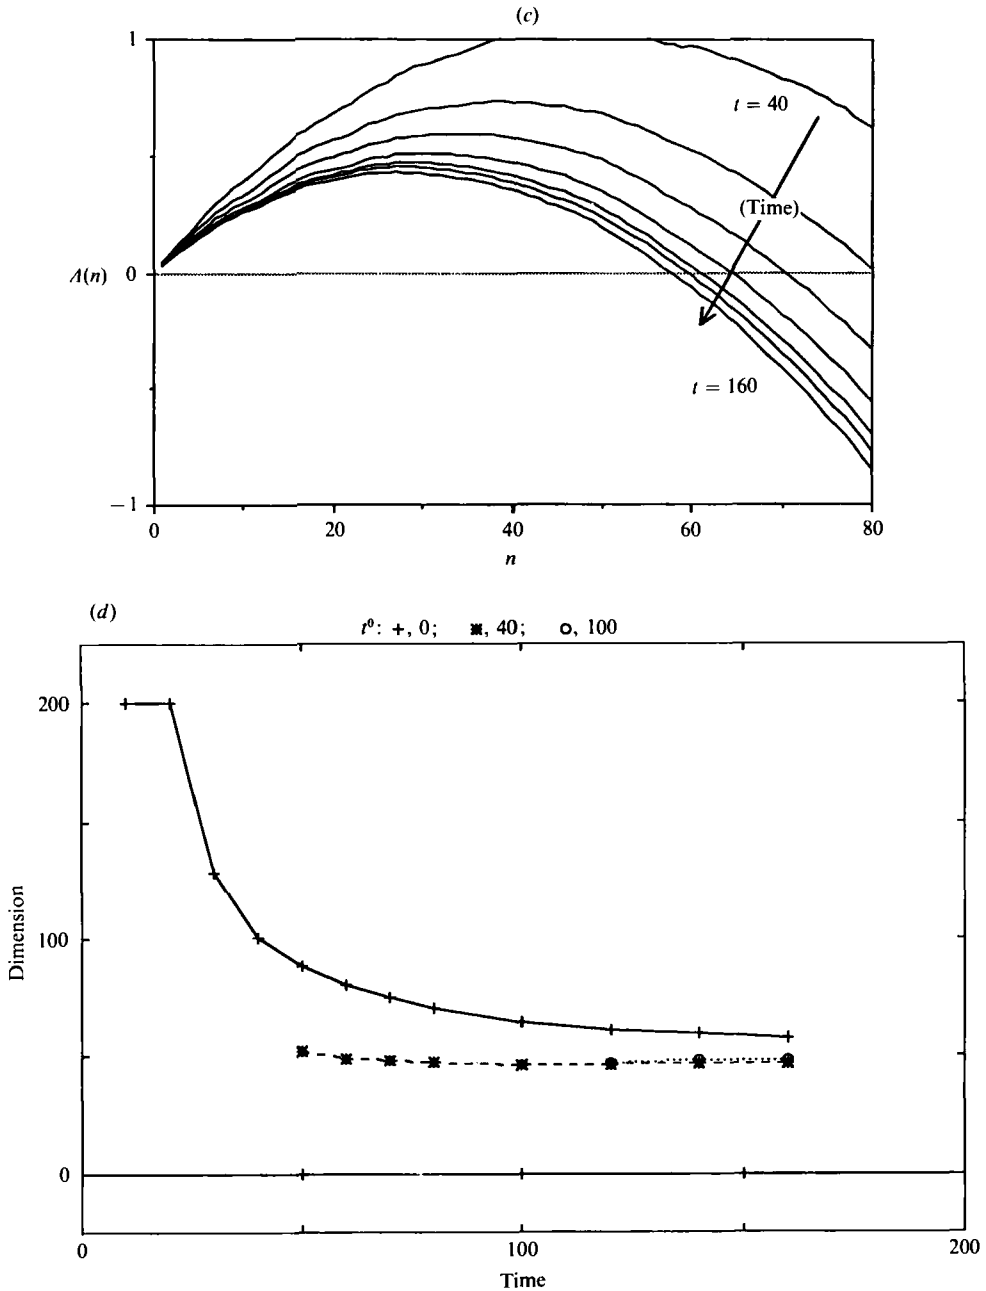 (c)
1
t = 40
(Time)
Λ(n) 0
t = 160
−1
0 20 40 60 80
n
(d)
t⁰: +, 0; ⁎, 40; o, 100
200
Dimension
100
0
0 100 200
Time